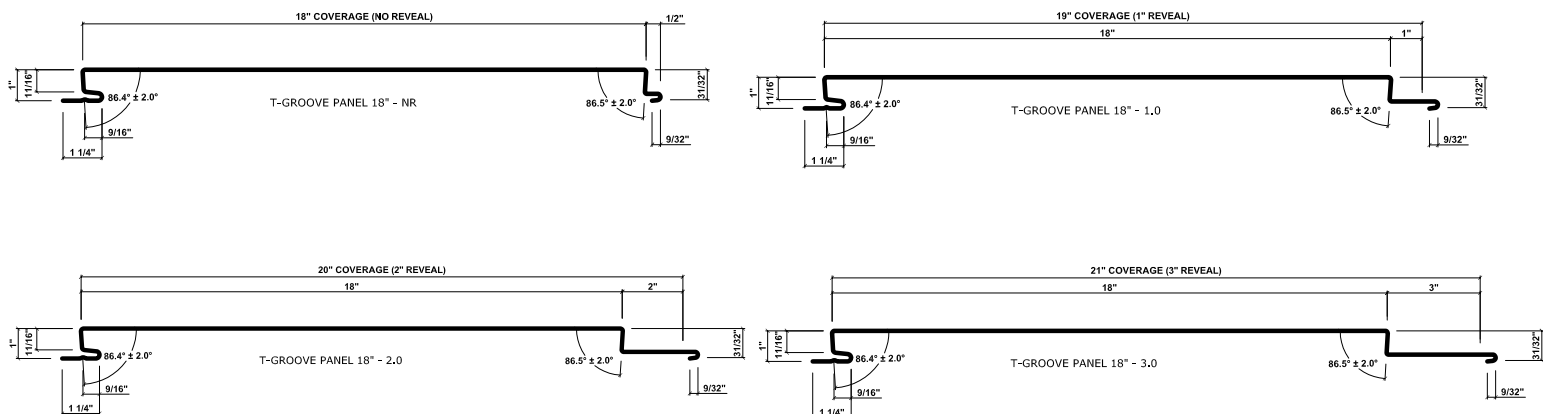 18" COVERAGE (NO REVEAL)
1/2"
1"
11/16"
86.4° ± 2.0°
T-GROOVE PANEL 18" - NR
86.5° ± 2.0°
31/32"
9/16"
1 1/4"
9/32"
19" COVERAGE (1" REVEAL)
18"
1"
1"
11/16"
86.4° ± 2.0°
T-GROOVE PANEL 18" - 1.0
86.5° ± 2.0°
31/32"
9/16"
1 1/4"
9/32"
20" COVERAGE (2" REVEAL)
18"
2"
1"
11/16"
86.4° ± 2.0°
T-GROOVE PANEL 18" - 2.0
86.5° ± 2.0°
31/32"
9/16"
1 1/4"
9/32"
21" COVERAGE (3" REVEAL)
18"
3"
1"
11/16"
86.4° ± 2.0°
T-GROOVE PANEL 18" - 3.0
86.5° ± 2.0°
31/32"
9/16"
1 1/4"
9/32"